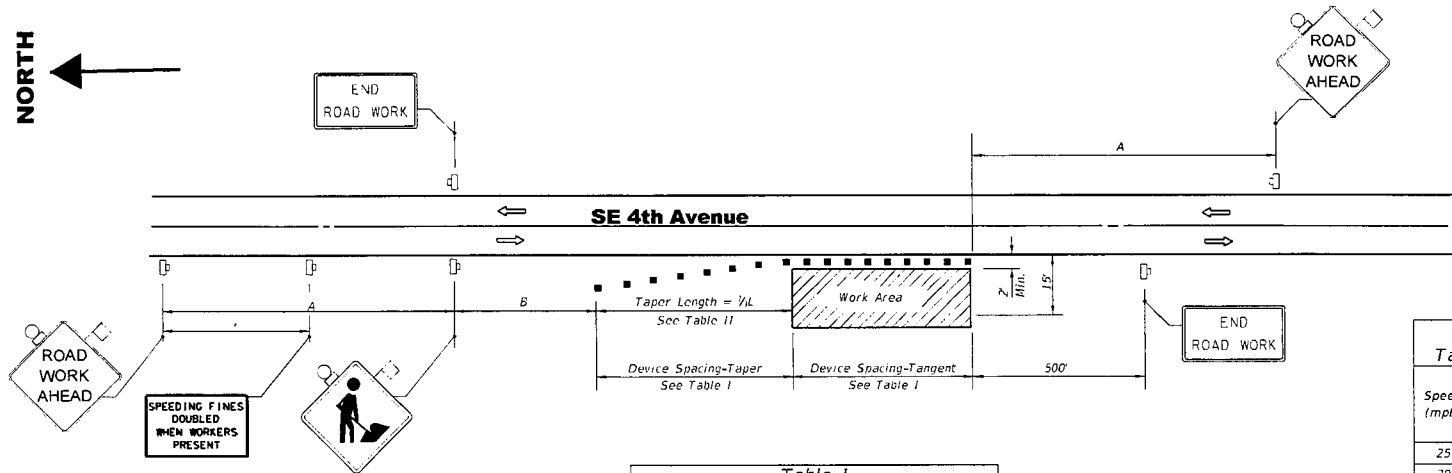 NORTH
END
ROAD WORK
ROAD
WORK
AHEAD
A
SE 4th Avenue
A
B
Taper Length = ⅓L
See Table II
Work Area
2'
Min.
15'
END
ROAD WORK
ROAD
WORK
AHEAD
SPEEDING FINES
DOUBLED
WHEN WORKERS
PRESENT
Device Spacing-Taper
See Table I
Device Spacing-Tangent
See Table I
500'
Table I
25